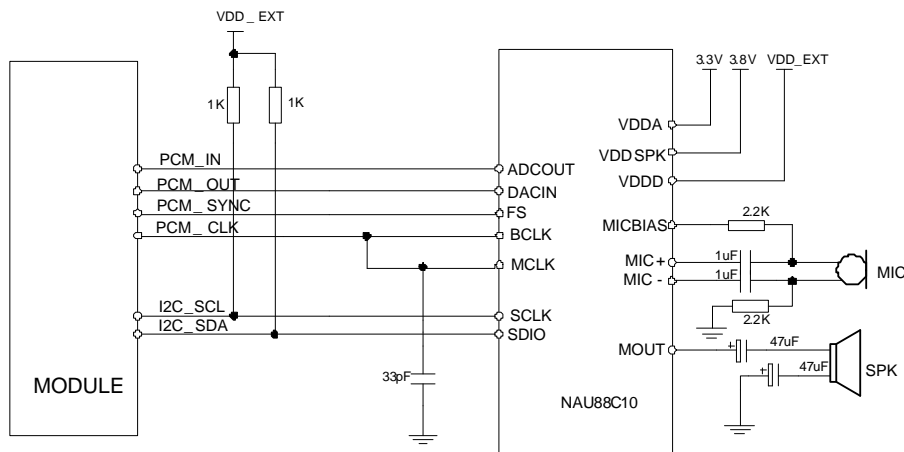 VDD_EXT
3.3V 3.8V VDD_EXT
1K
1K
VDDA
VDDSPK
VDDD
PCM_IN
ADCOUT
PCM_OUT
DACIN
PCM_SYNC
FS
PCM_CLK
BCLK
MICBIAS
2.2K
MCLK
MIC+
1uF
MIC-
1uF
MIC
I2C_SCL
SCLK
I2C_SDA
SDIO
2.2K
MOUT
47uF
47uF
SPK
33pF
MODULE
NAU88C10